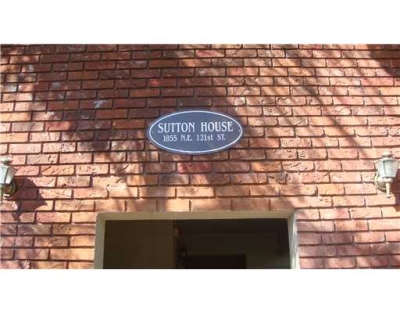 SUTTON HOUSE
1855 N.E. 121st ST.